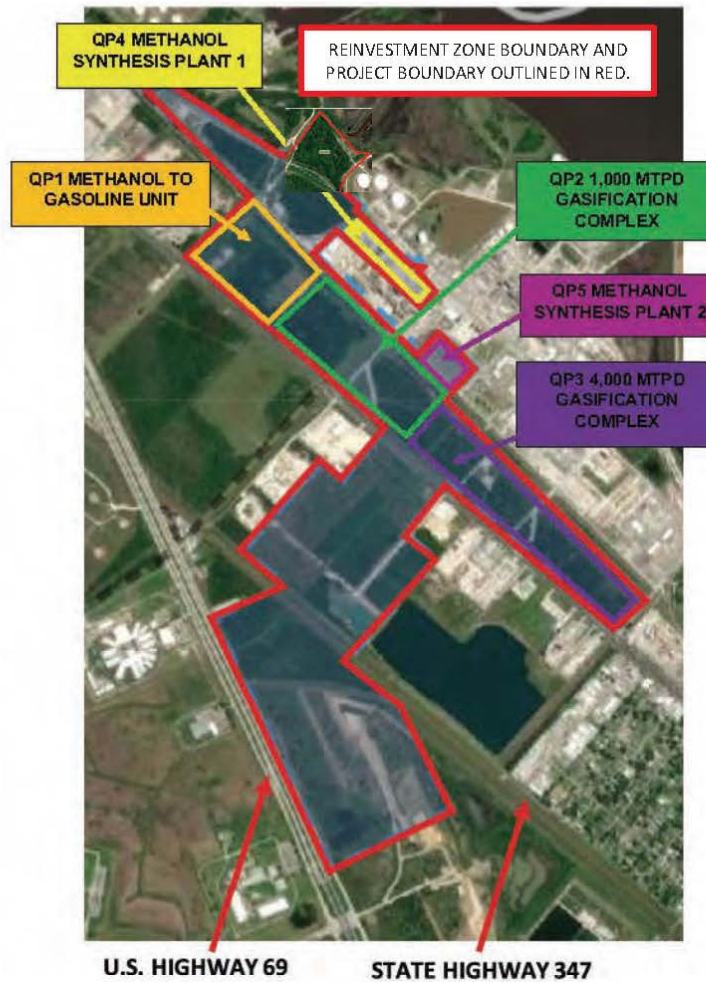 QP4 METHANOL
SYNTHESIS PLANT 1
REINVESTMENT ZONE BOUNDARY AND
PROJECT BOUNDARY OUTLINED IN RED.
QP1 METHANOL TO
GASOLINE UNIT
QP2 1,000 MTPD
GASIFICATION
COMPLEX
QP5 METHANOL
SYNTHESIS PLANT 2
QP3 4,000 MTPD
GASIFICATION
COMPLEX
U.S. HIGHWAY 69
STATE HIGHWAY 347